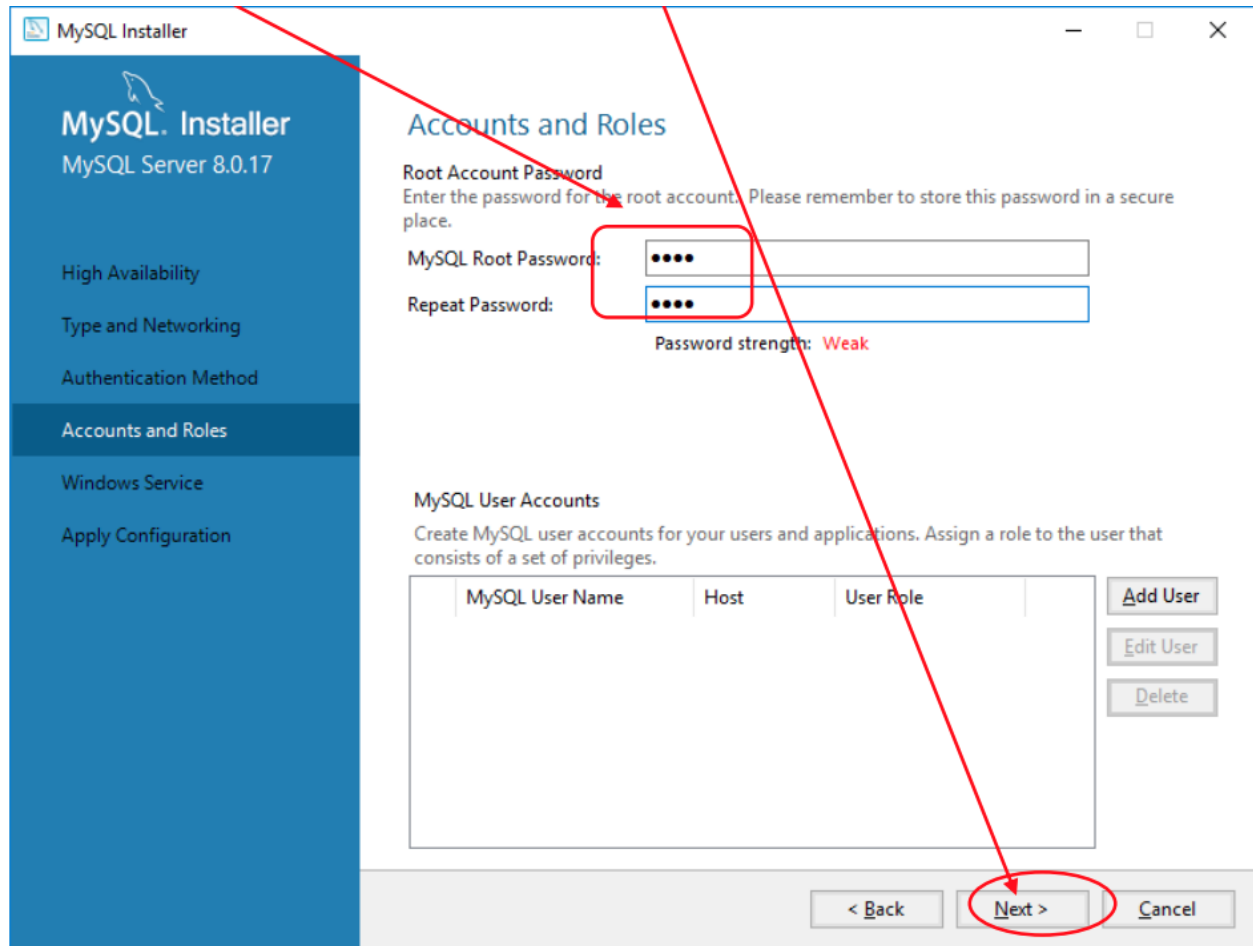 MySQL Installer
MySQL. Installer
MySQL Server 8.0.17
High Availability
Type and Networking
Authentication Method
Accounts and Roles
Windows Service
Apply Configuration
Accounts and Roles
Root Account Password
Enter the password for the root account. Please remember to store this password in a secure
place.
MySQL Root Password: ••••
Repeat Password: ••••
Password strength: Weak
MySQL User Accounts
Create MySQL user accounts for your users and applications. Assign a role to the user that
consists of a set of privileges.
MySQL User Name Host User Role
Add User
Edit User
Delete
< Back Next > Cancel